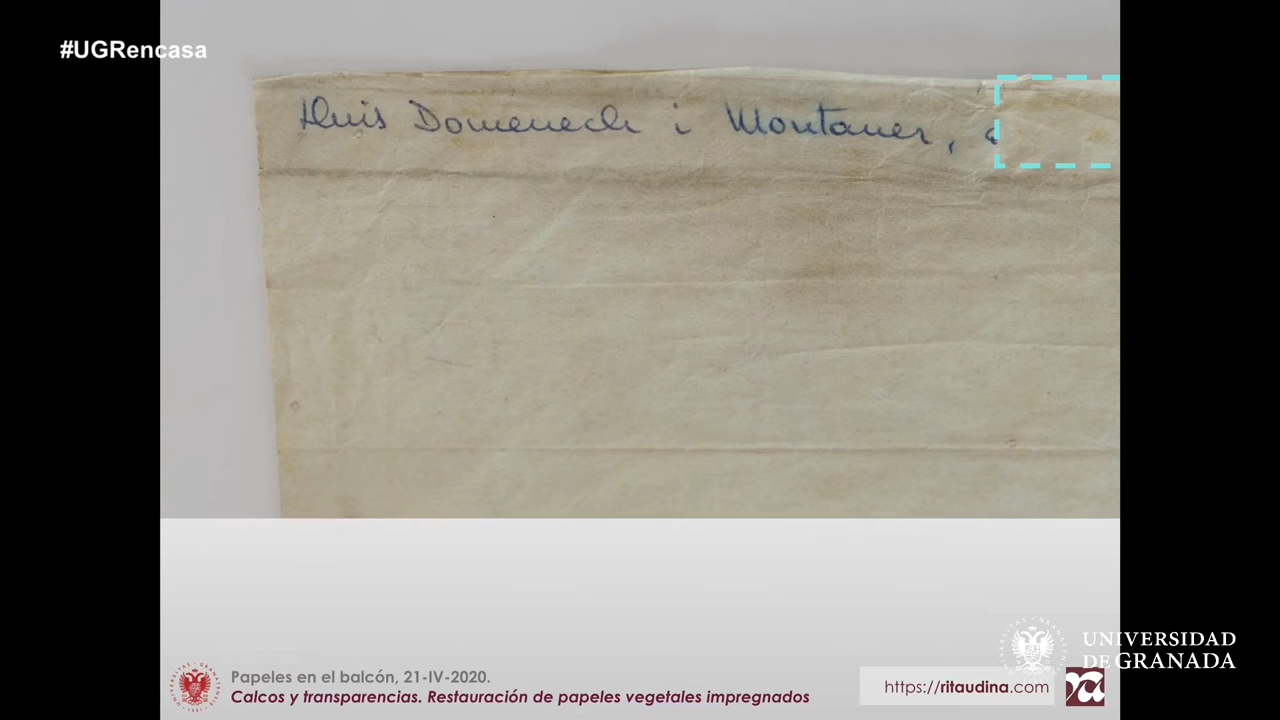 #UGRencasa
Lluis Domenech i Montaner,
UNIVERSIDAD
DE GRANADA
Papeles en el balcón, 21-IV-2020.
Calcos y transparencias. Restauración de papeles vegetales impregnados
https://ritaudina.com